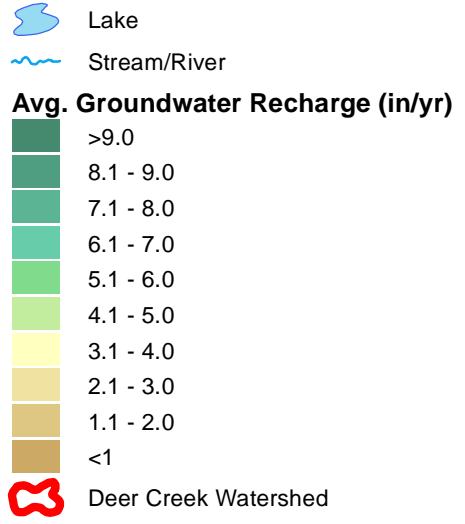 Lake
Stream/River
Avg. Groundwater Recharge (in/yr)
>9.0
8.1 - 9.0
7.1 - 8.0
6.1 - 7.0
5.1 - 6.0
4.1 - 5.0
3.1 - 4.0
2.1 - 3.0
1.1 - 2.0
<1
Deer Creek Watershed